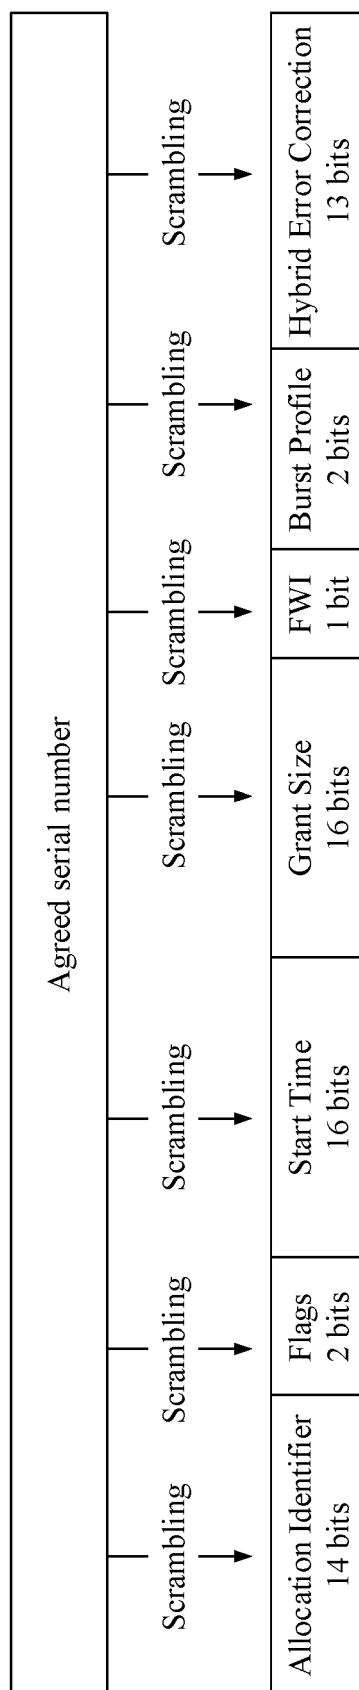 Agreed serial number
Scrambling
Scrambling
Scrambling
Scrambling
Scrambling
Scrambling
Scrambling
Allocation Identifier
14 bits
Flags
2 bits
Start Time
16 bits
Grant Size
16 bits
FWI
1 bit
Burst Profile
2 bits
Hybrid Error Correction
13 bits